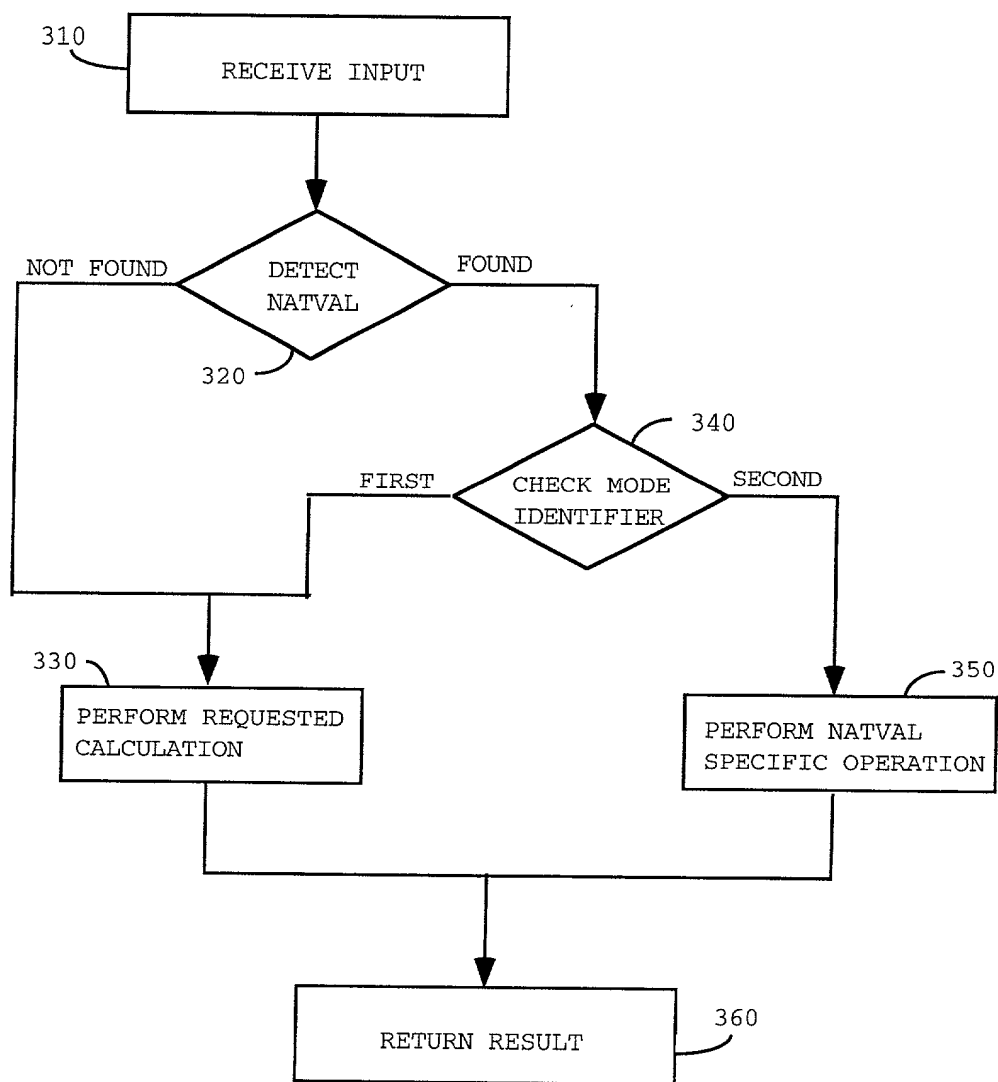 310
RECEIVE INPUT
NOT FOUND
DETECT
NATVAL
FOUND
320
340
FIRST
CHECK MODE
IDENTIFIER
SECOND
330
PERFORM REQUESTED
CALCULATION
350
PERFORM NATVAL
SPECIFIC OPERATION
RETURN RESULT
360